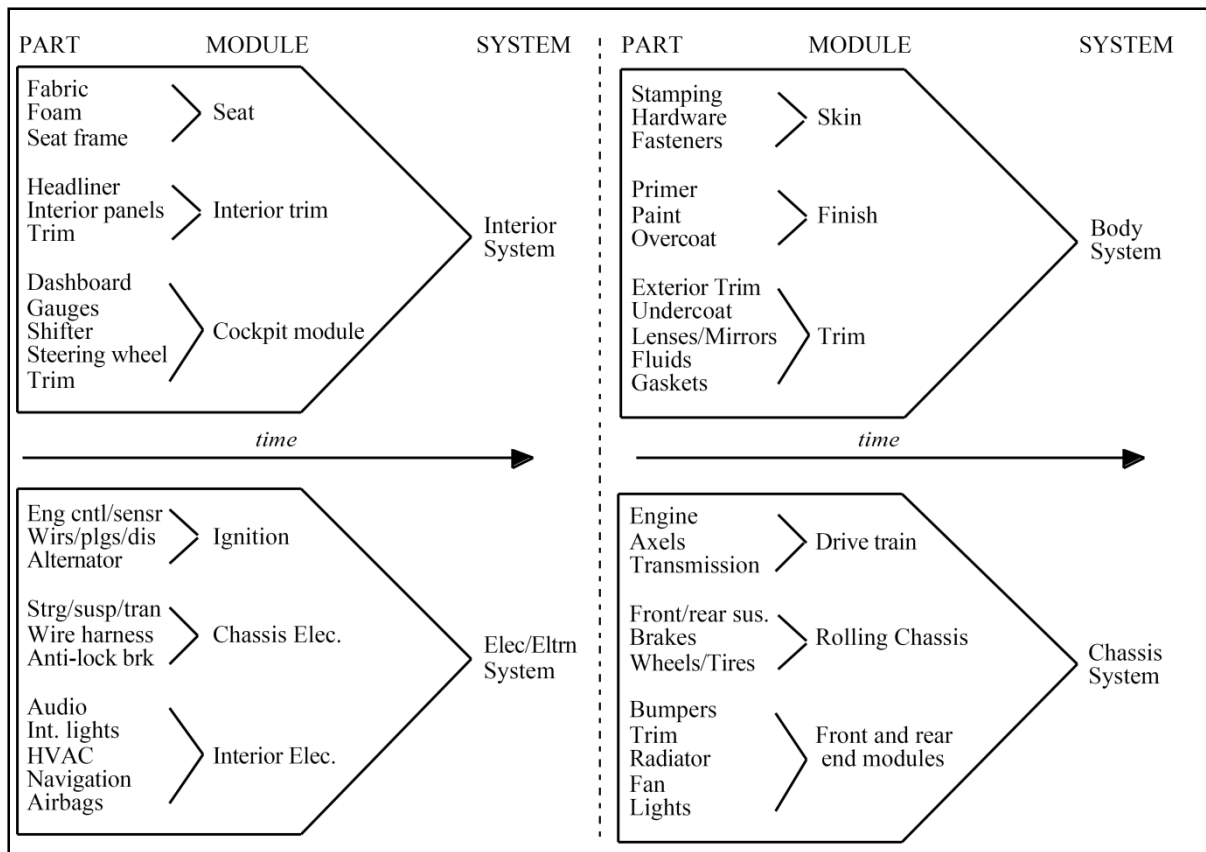 PART MODULE SYSTEM
Fabric
Foam
Seat frame
Seat
Headliner
Interior panels
Trim
Interior trim
Dashboard
Gauges
Shifter
Steering wheel
Trim
Cockpit module
Interior
System
time
PART MODULE SYSTEM
Stamping
Hardware
Fasteners
Skin
Primer
Paint
Overcoat
Finish
Exterior Trim
Undercoat
Lenses/Mirrors
Fluids
Gaskets
Trim
Body
System
time
Eng cntl/sensr
Wirs/plgs/dis
Alternator
Ignition
Strg/susp/tran
Wire harness
Anti-lock brk
Chassis Elec.
Audio
Int. lights
HVAC
Navigation
Airbags
Interior Elec.
Elec/Eltrn
System
Engine
Axels
Transmission
Drive train
Front/rear sus.
Brakes
Wheels/Tires
Rolling Chassis
Bumpers
Trim
Radiator
Fan
Lights
Front and rear
end modules
Chassis
System